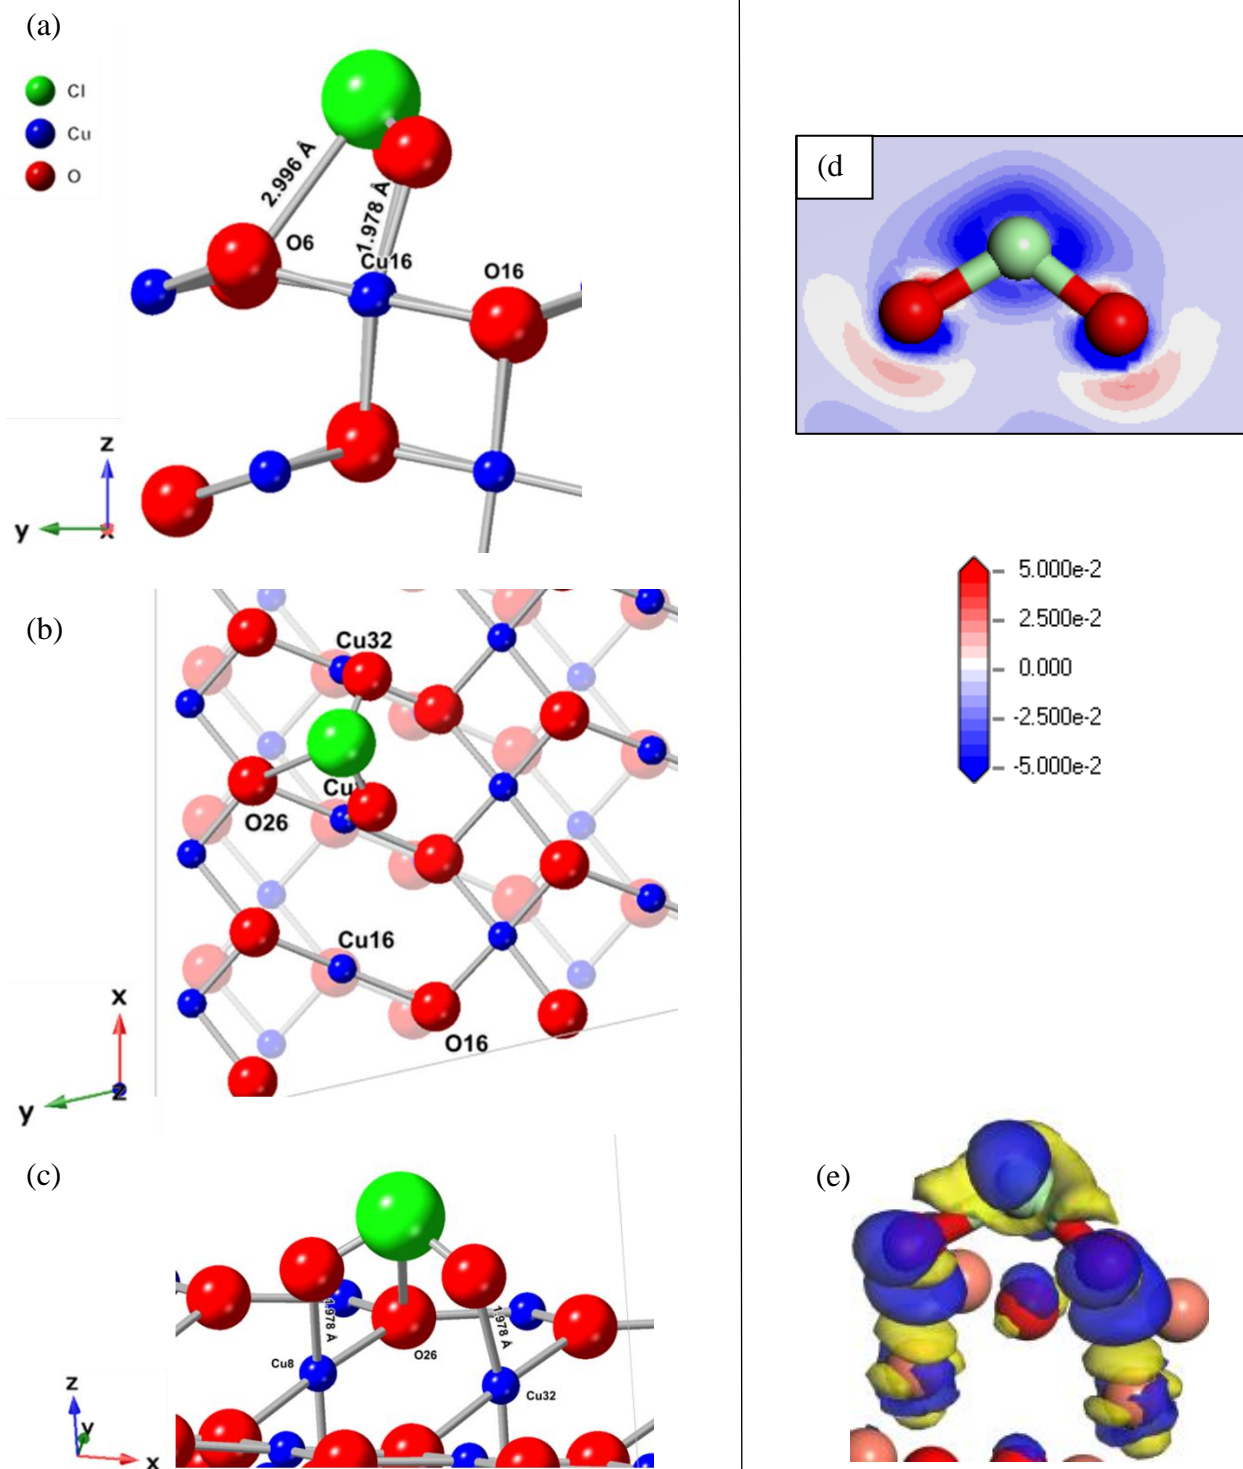 (a)
Cl
Cu
O
2.996 Å
1.978 Å
O6
Cu16
O16
z
y
x
(b)
Cu32
Cu
O26
Cu16
O16
x
y
z
(c)
1.978 Å
1.978 Å
Cu8
O26
Cu32
z
y
x
(d
5.000e-2
2.500e-2
0.000
-2.500e-2
-5.000e-2
(e)